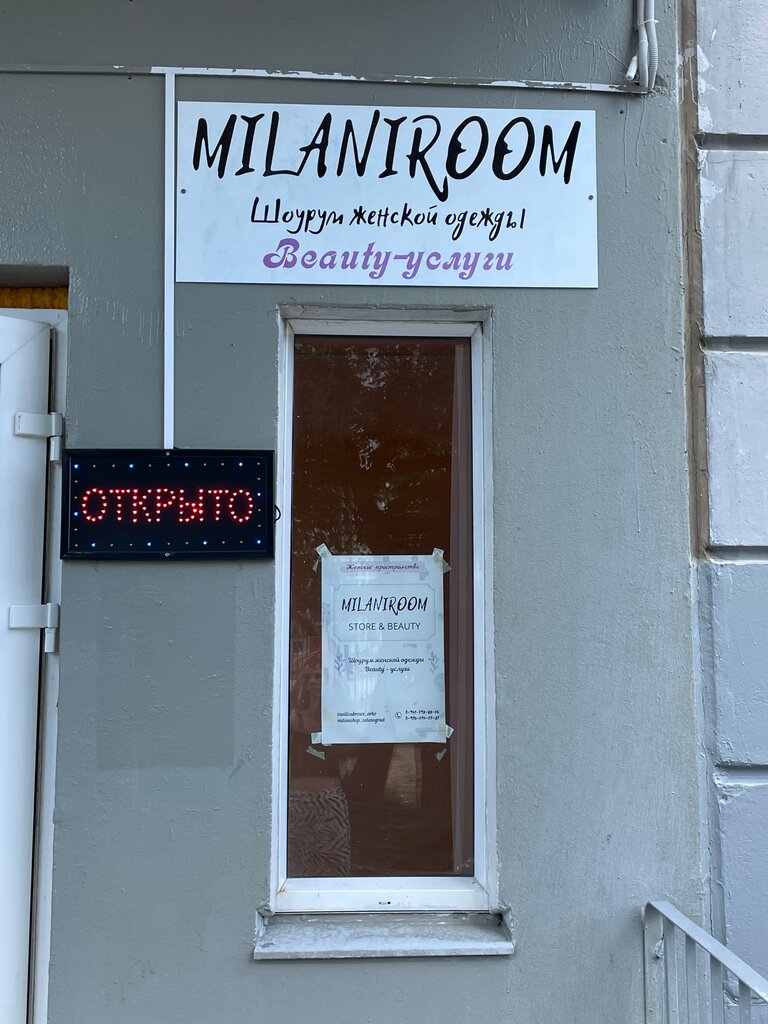 MILANIROOM
Шоурум женской одежды
Beauty-услуги
ОТКРЫТО
Женское пространство
MILANIROOM
STORE & BEAUTY
Шоурум женской одежды
Beauty - услуги